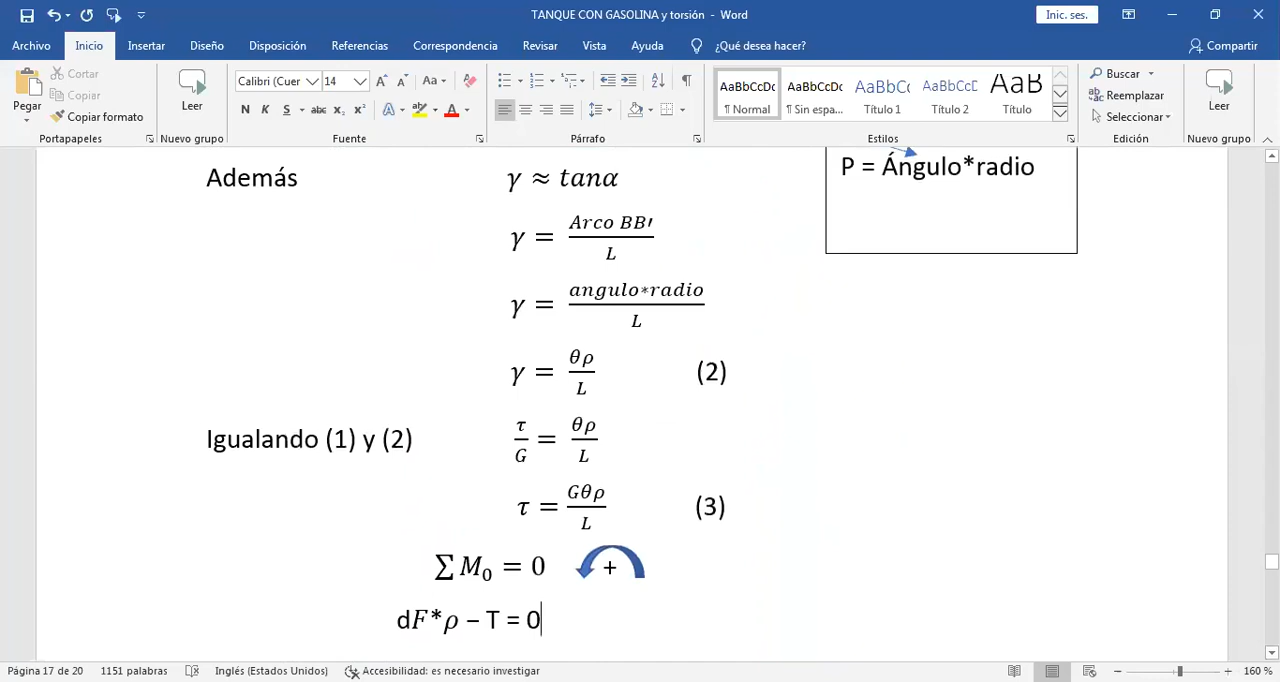 TANQUE CON GASOLINA y torsión - Word
Inic. ses.
Archivo Inicio Insertar Diseño Disposición Referencias Correspondencia Revisar Vista Ayuda ¿Qué desea hacer? Compartir
Pegar
Cortar
Copiar
Copiar formato
Portapapeles
Leer
Nuevo grupo
Calibri (Cuer 14
N K S abc x₂ x²
Fuente
Párrafo
AaBbCcDc AaBbCcDc AaBbCc AaBbCcD AaB
¶ Normal ¶ Sin espa... Título 1 Título 2 Título
Estilos
Buscar
Reemplazar
Seleccionar
Edición
Leer
Nuevo grupo
P = Ángulo*radio
Además γ ≈ tanα
γ = Arco BB′ / L
γ = angulo*radio / L
γ = θρ / L (2)
Igualando (1) y (2) τ/G = θρ / L
τ = Gθρ / L (3)
∑ M₀ = 0 +
dF*ρ – T = 0
Página 17 de 20 1151 palabras Inglés (Estados Unidos) Accesibilidad: es necesario investigar 160 %